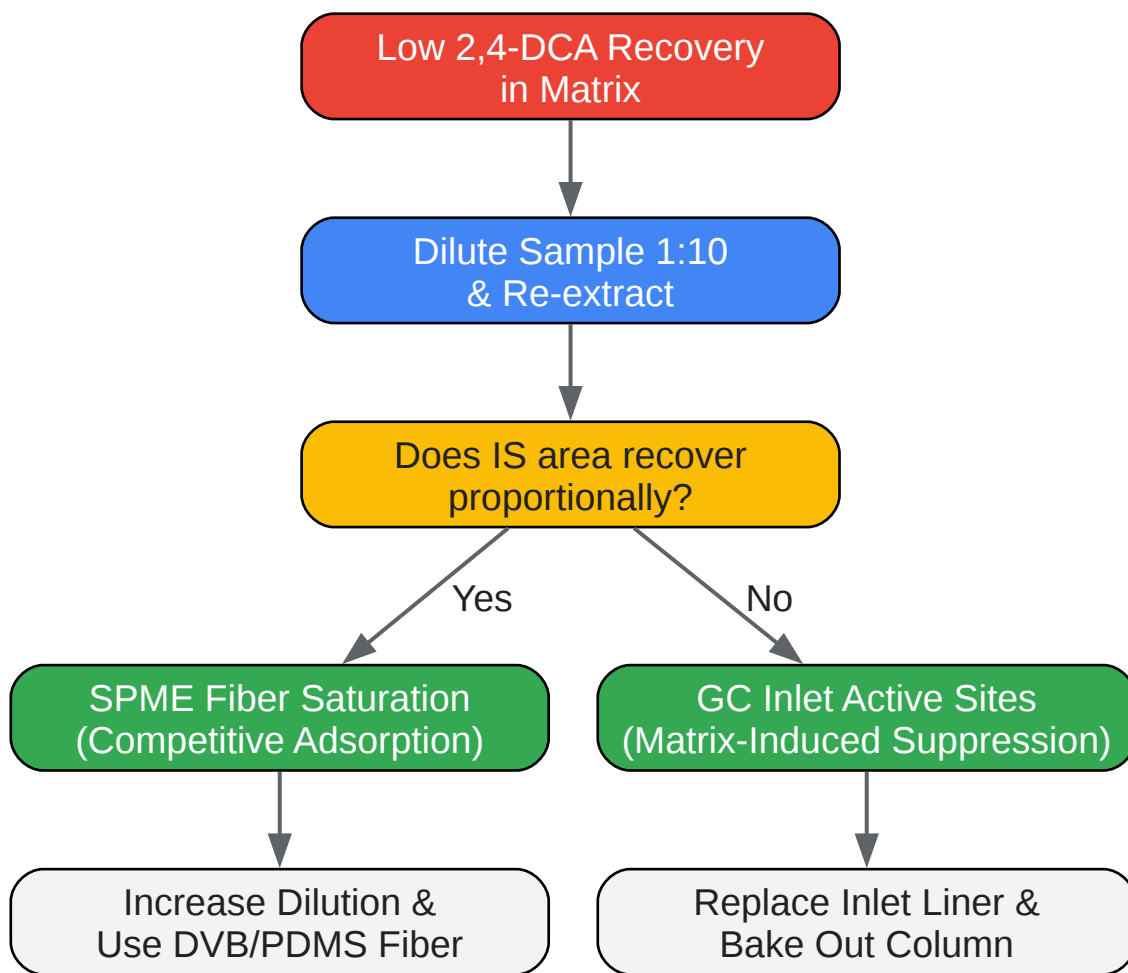 Low 2,4-DCA Recovery
in Matrix
Dilute Sample 1:10
& Re-extract
Does IS area recover
proportionally?
Yes
No
SPME Fiber Saturation
(Competitive Adsorption)
GC Inlet Active Sites
(Matrix-Induced Suppression)
Increase Dilution &
Use DVB/PDMS Fiber
Replace Inlet Liner &
Bake Out Column